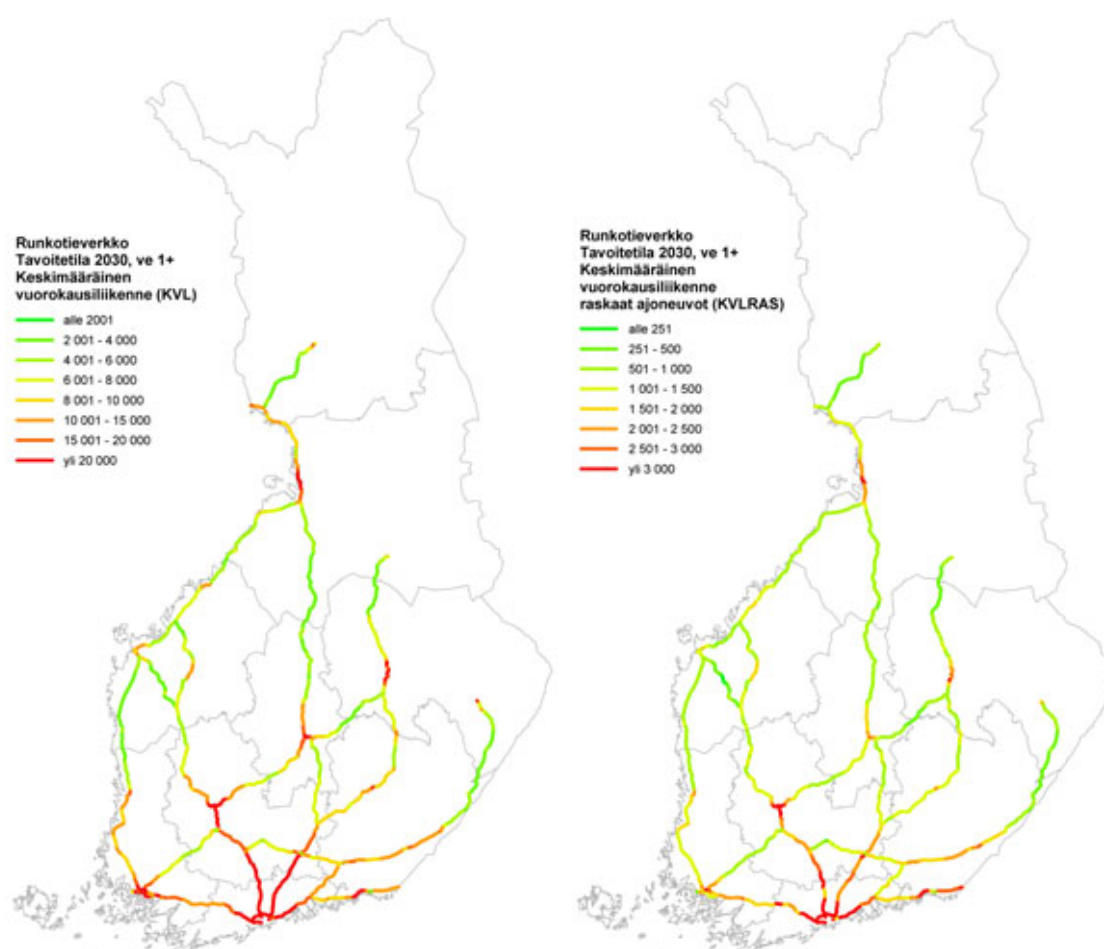 Runkotieverkko
Tavoitetila 2030, ve 1+
Keskimääräinen
vuorokausiliikenne (KVL)
alle 2001
2 001 - 4 000
4 001 - 6 000
6 001 - 8 000
8 001 - 10 000
10 001 - 15 000
15 001 - 20 000
yli 20 000
Runkotieverkko
Tavoitetila 2030, ve 1+
Keskimääräinen
vuorokausiliikenne
raskaat ajoneuvot (KVLRAS)
alle 251
251 - 500
501 - 1 000
1 001 - 1 500
1 501 - 2 000
2 001 - 2 500
2 501 - 3 000
yli 3 000